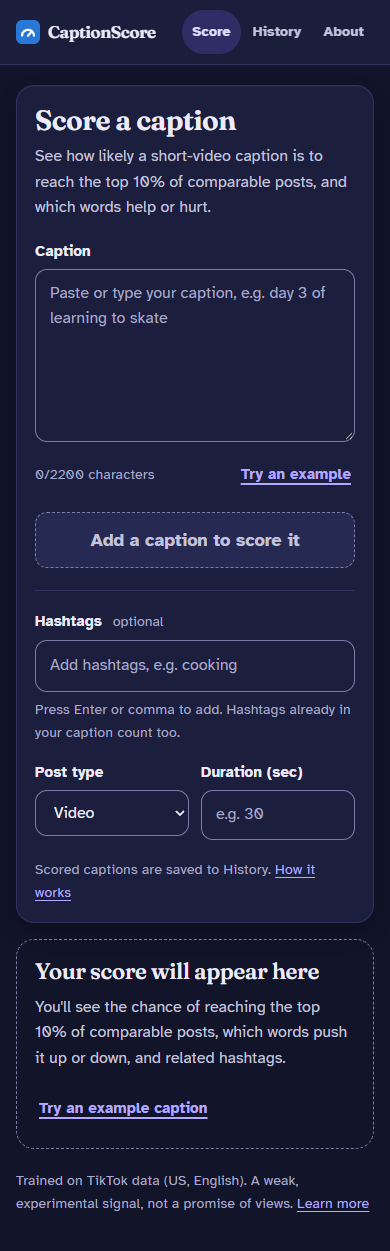 CaptionScore Score History About
Score a caption
See how likely a short-video caption is to
reach the top 10% of comparable posts, and
which words help or hurt.
Caption
Paste or type your caption, e.g. day 3 of
learning to skate
0/2200 characters Try an example
Add a caption to score it
Hashtags optional
Add hashtags, e.g. cooking
Press Enter or comma to add. Hashtags already in
your caption count too.
Post type Duration (sec)
Video e.g. 30
Scored captions are saved to History. How it
works
Your score will appear here
You'll see the chance of reaching the top
10% of comparable posts, which words push
it up or down, and related hashtags.
Try an example caption
Trained on TikTok data (US, English). A weak,
experimental signal, not a promise of views. Learn more